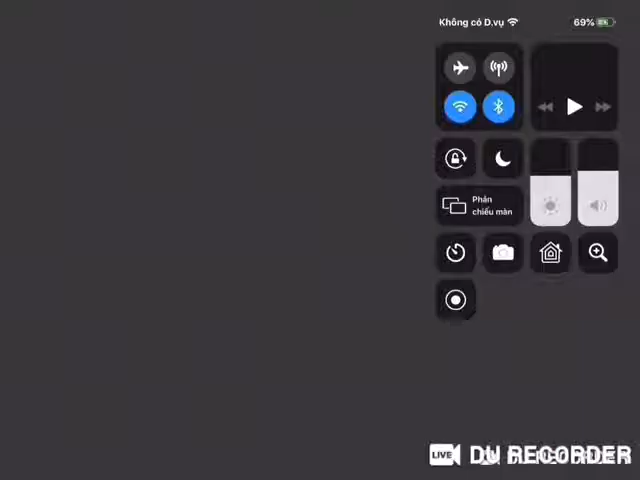 Không có D.vụ
69%
Phản
chiếu màn
LIVE DU RECORDER